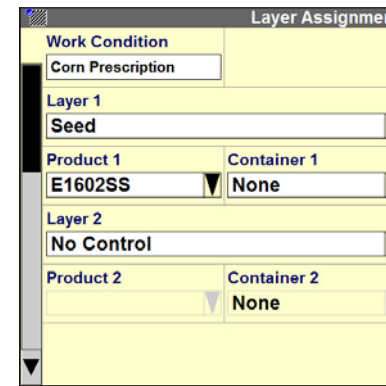 Layer Assignme
Work Condition
Corn Prescription
Layer 1
Seed
Product 1 Container 1
E1602SS None
Layer 2
No Control
Product 2 Container 2
None